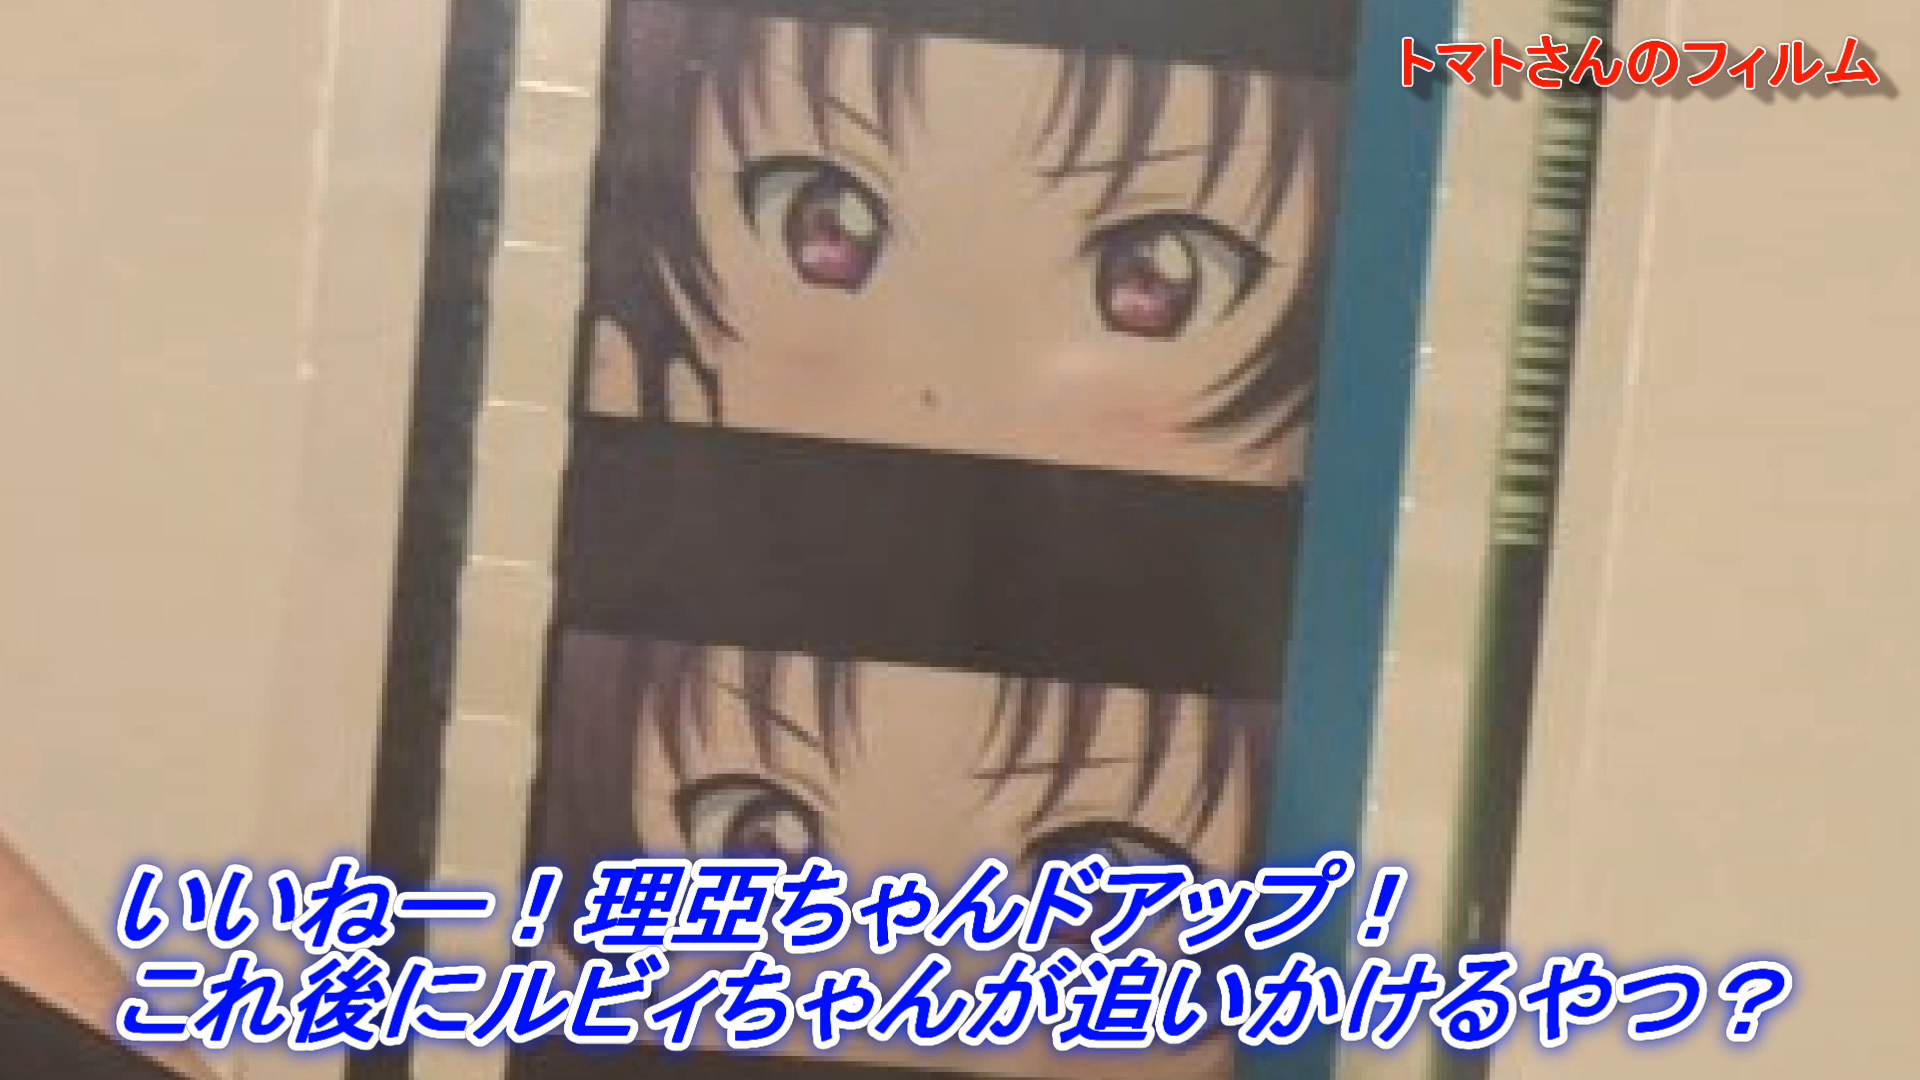 トマトさんのフィルム
いいねー！理亞ちゃんドアップ！
これ後にルビィちゃんが追いかけるやつ？